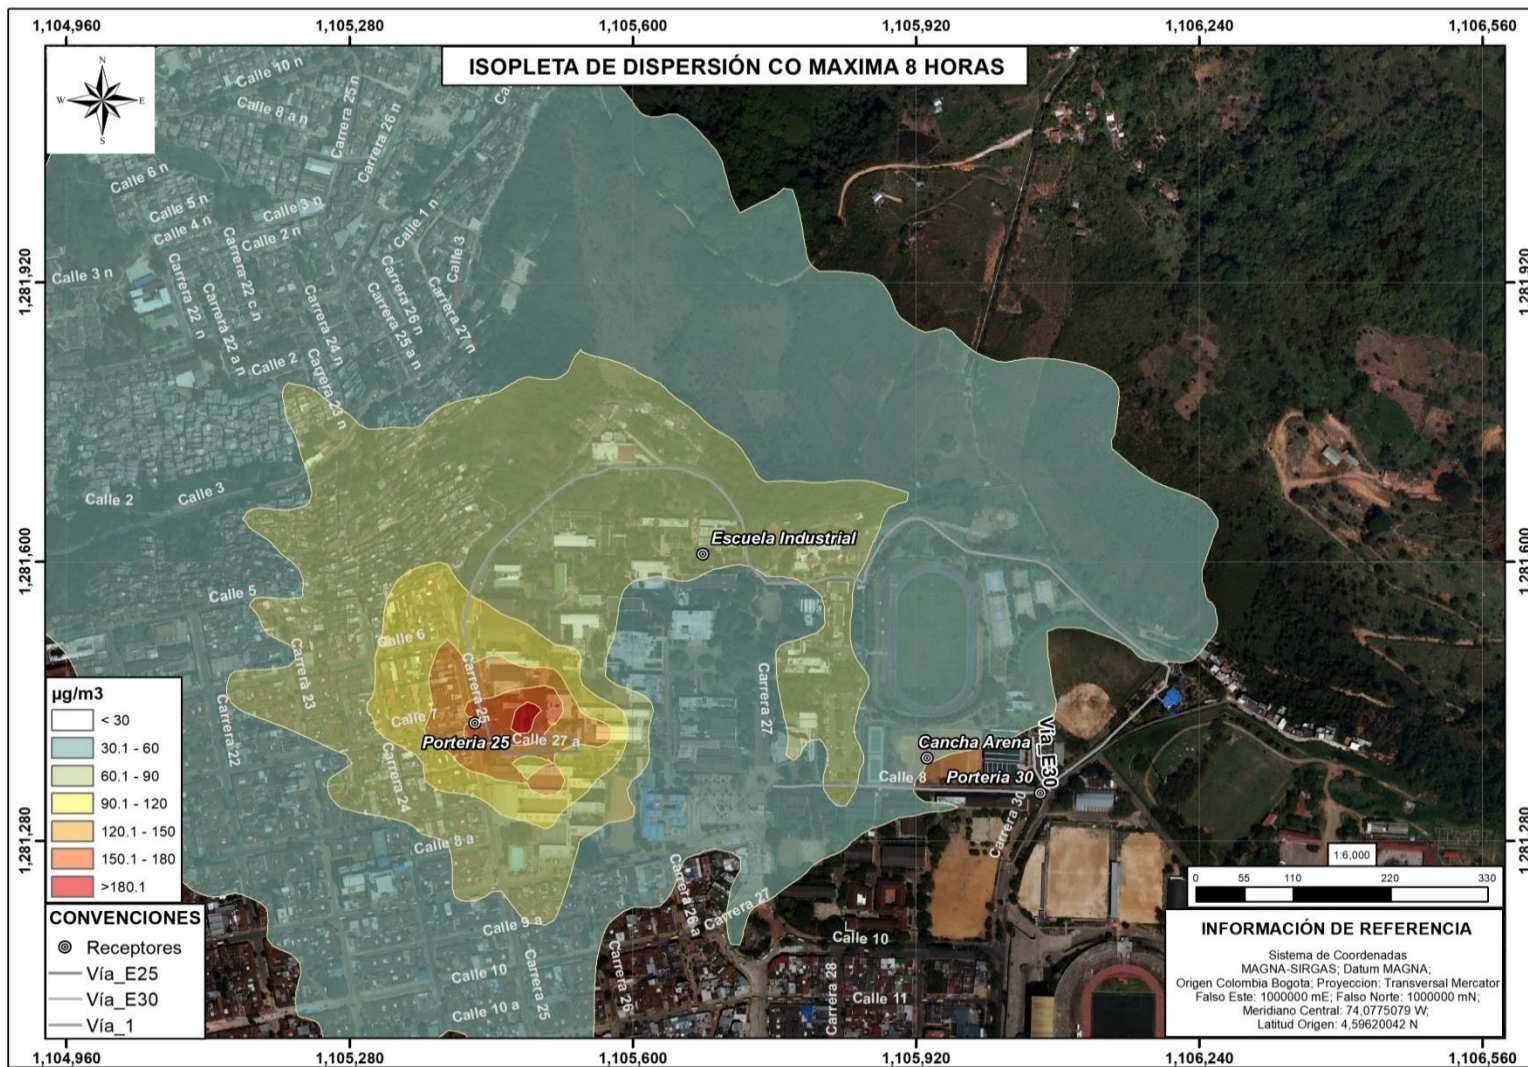 1,104,960
1,105,280
1,105,600
1,105,920
1,106,240
1,106,560
ISOPLETA DE DISPERSIÓN CO MAXIMA 8 HORAS
N
W
E
S
Calle 10 n
Calle 8 a n
Carrera 25 n
Carrera 26 n
Calle 6 n
Calle 5 n
Calle 4 n
Calle 3 n
Calle 2 n
Calle 1 n
Calle 3
Calle 3 n
Carrera 22 n
Carrera 22 a n
Carrera 22 c n
Carrera 24 n
Carrera 26 n
Carrera 25 a n
Carrera 27 n
1,281,920
1,281,920
Calle 2
Carrera 23 n
Calle 2
Calle 3
Escuela Industrial
1,281,600
1,281,600
Calle 5
Calle 6
Carrera 23
Carrera 25
Carrera 22
Calle 7
Porteria 25
Calle 27 a
Carrera 27
Cancha Arena
Vía_E30
Calle 8
Porteria 30
Carrera 24
Carrera 30
1,281,280
1,281,280
Calle 8 a
Carrera 26 a
Carrera 27
Calle 9 a
Calle 10
Calle 10
Carrera 25
Carrera 26
Carrera 28
Calle 11
Calle 10 a
µg/m3
< 30
30.1 - 60
60.1 - 90
90.1 - 120
120.1 - 150
150.1 - 180
>180.1
CONVENCIONES
Receptores
Vía_E25
Vía_E30
Vía_1
1:6,000
0 55 110 220 330
INFORMACIÓN DE REFERENCIA
Sistema de Coordenadas
MAGNA-SIRGAS; Datum MAGNA;
Origen Colombia Bogota; Proyeccion: Transversal Mercator
Falso Este: 1000000 mE; Falso Norte: 1000000 mN;
Meridiano Central: 74,0775079 W;
Latitud Origen: 4,59620042 N
1,104,960
1,105,280
1,105,600
1,105,920
1,106,240
1,106,560